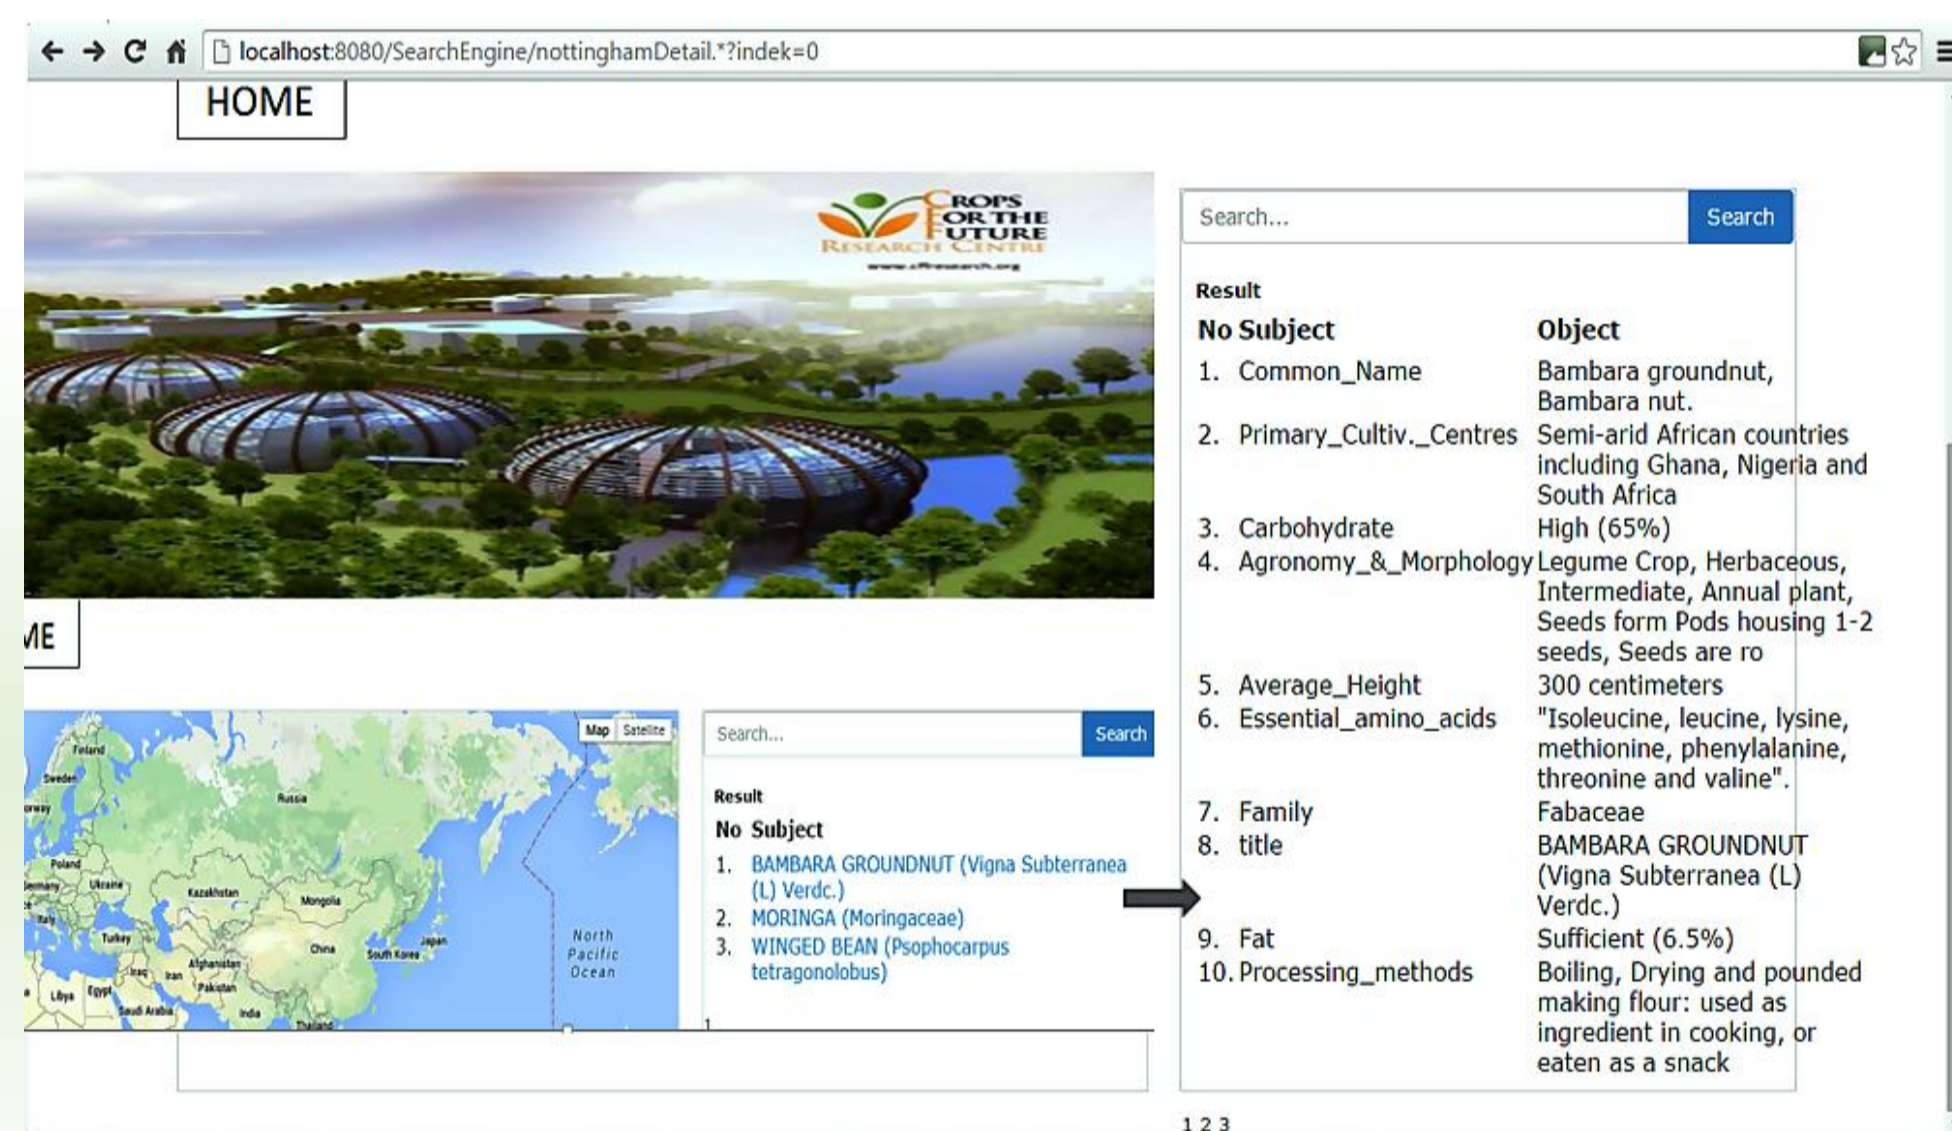 localhost:8080/SearchEngine/nottinghamDetail.*?indek=0
HOME
CROPS
FOR THE
FUTURE
RESEARCH CENTRE
www.cffresearch.org
Search...
Search
Result
No Subject Object
1. Common_Name Bambara groundnut,
Bambara nut.
2. Primary_Cultiv._Centres Semi-arid African countries
including Ghana, Nigeria and
South Africa
3. Carbohydrate High (65%)
4. Agronomy_&_Morphology Legume Crop, Herbaceous,
Intermediate, Annual plant,
Seeds form Pods housing 1-2
seeds, Seeds are ro
5. Average_Height 300 centimeters
6. Essential_amino_acids "Isoleucine, leucine, lysine,
methionine, phenylalanine,
threonine and valine".
7. Family Fabaceae
8. title BAMBARA GROUNDNUT
(Vigna Subterranea (L)
Verdc.)
9. Fat Sufficient (6.5%)
10. Processing_methods Boiling, Drying and pounded
making flour: used as
ingredient in cooking, or
eaten as a snack
1 2 3
ME
Map Satellite
Finland
Sweden
Russia
Poland
Ukraine
Kazakhstan
Mongolia
Italy
Turkey
China
South Korea
Japan
Iraq
Iran
Afghanistan
Pakistan
Libya
Egypt
Saudi Arabia
India
Thailand
North
Pacific
Ocean
Search...
Search
Result
No Subject
1. BAMBARA GROUNDNUT (Vigna Subterranea
(L) Verdc.)
2. MORINGA (Moringaceae)
3. WINGED BEAN (Psophocarpus
tetragonolobus)
1